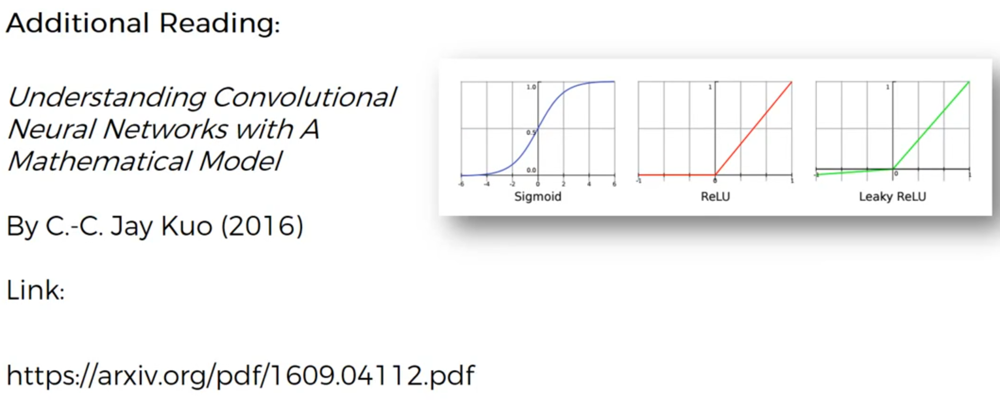 Additional Reading:
Understanding Convolutional
Neural Networks with A
Mathematical Model
By C.-C. Jay Kuo (2016)
Link:
https://arxiv.org/pdf/1609.04112.pdf
1.0
0.5
0.0
-6 -4 -2 0 2 4 6
Sigmoid
1
-1 0 1
ReLU
1
-1 0 1
Leaky ReLU